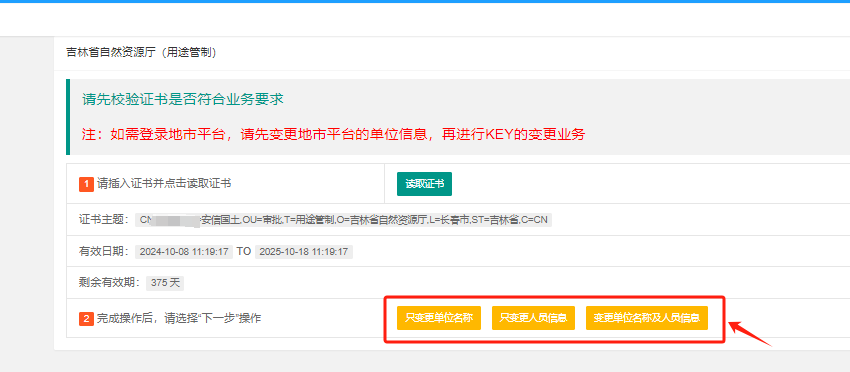 吉林省自然资源厅（用途管制）
请先校验证书是否符合业务要求
注：如需登录地市平台，请先变更地市平台的单位信息，再进行KEY的变更业务
1 请插入证书并点击读取证书 读取证书
证书主题： CN 安信国土,OU=审批,T=用途管制,O=吉林省自然资源厅,L=长春市,ST=吉林省,C=CN
有效日期： 2024-10-08 11:19:17 TO 2025-10-18 11:19:17
剩余有效期： 375 天
2 完成操作后，请选择“下一步”操作 只变更单位名称 只变更人员信息 变更单位名称及人员信息